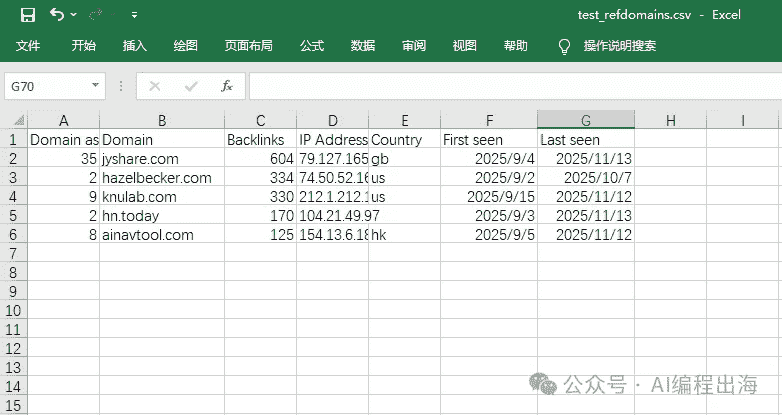 test_refdomains.csv - Excel
文件 开始 插入 绘图 页面布局 公式 数据 审阅 视图 帮助 操作说明搜索
G70 fx
A B C D E F G H I
1 Domain as Domain Backlinks IP Address Country First seen Last seen
2 35 jyshare.com 604 79.127.165 gb 2025/9/4 2025/11/13
3 2 hazelbecker.com 334 74.50.52.16 us 2025/9/2 2025/10/7
4 9 knulab.com 330 212.1.212.1 us 2025/9/15 2025/11/12
5 2 hn.today 170 104.21.49.97 2025/9/3 2025/11/13
6 8 ainavtool.com 125 154.13.6.18 hk 2025/9/5 2025/11/12
7
8
9
10
11
12
13
14
15
公众号 · AI编程出海